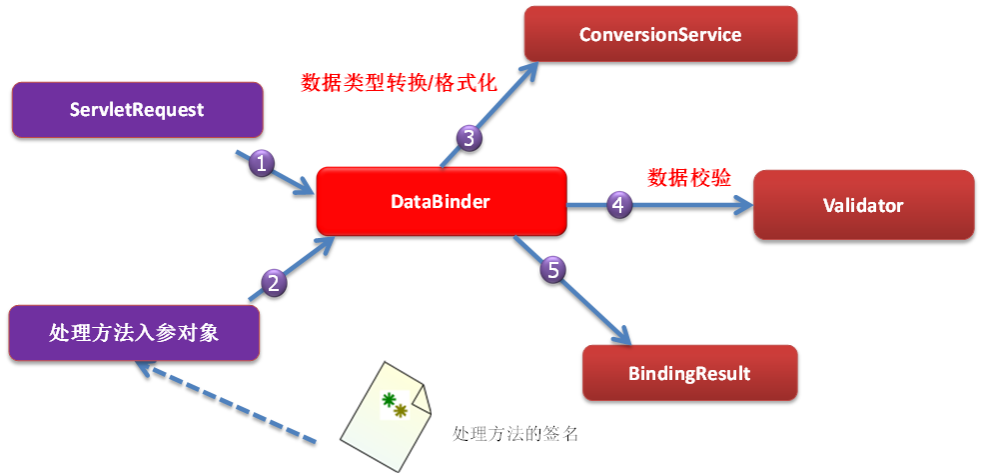 ConversionService
数据类型转换/格式化
ServletRequest
3
1
数据校验
DataBinder
4
Validator
2
5
处理方法入参对象
BindingResult
处理方法的签名